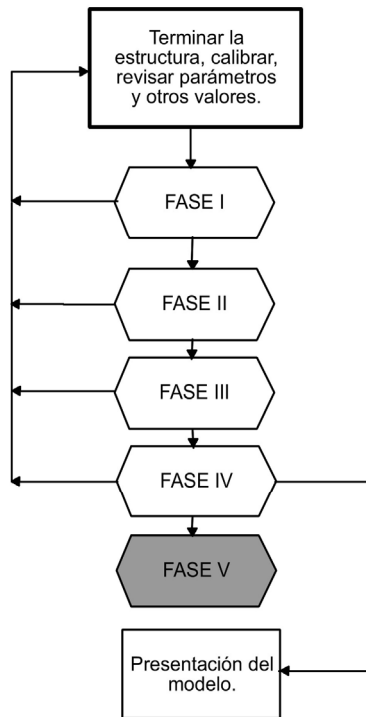 Terminar la
estructura, calibrar,
revisar parámetros
y otros valores.
FASE I
FASE II
FASE III
FASE IV
FASE V
Presentación del
modelo.